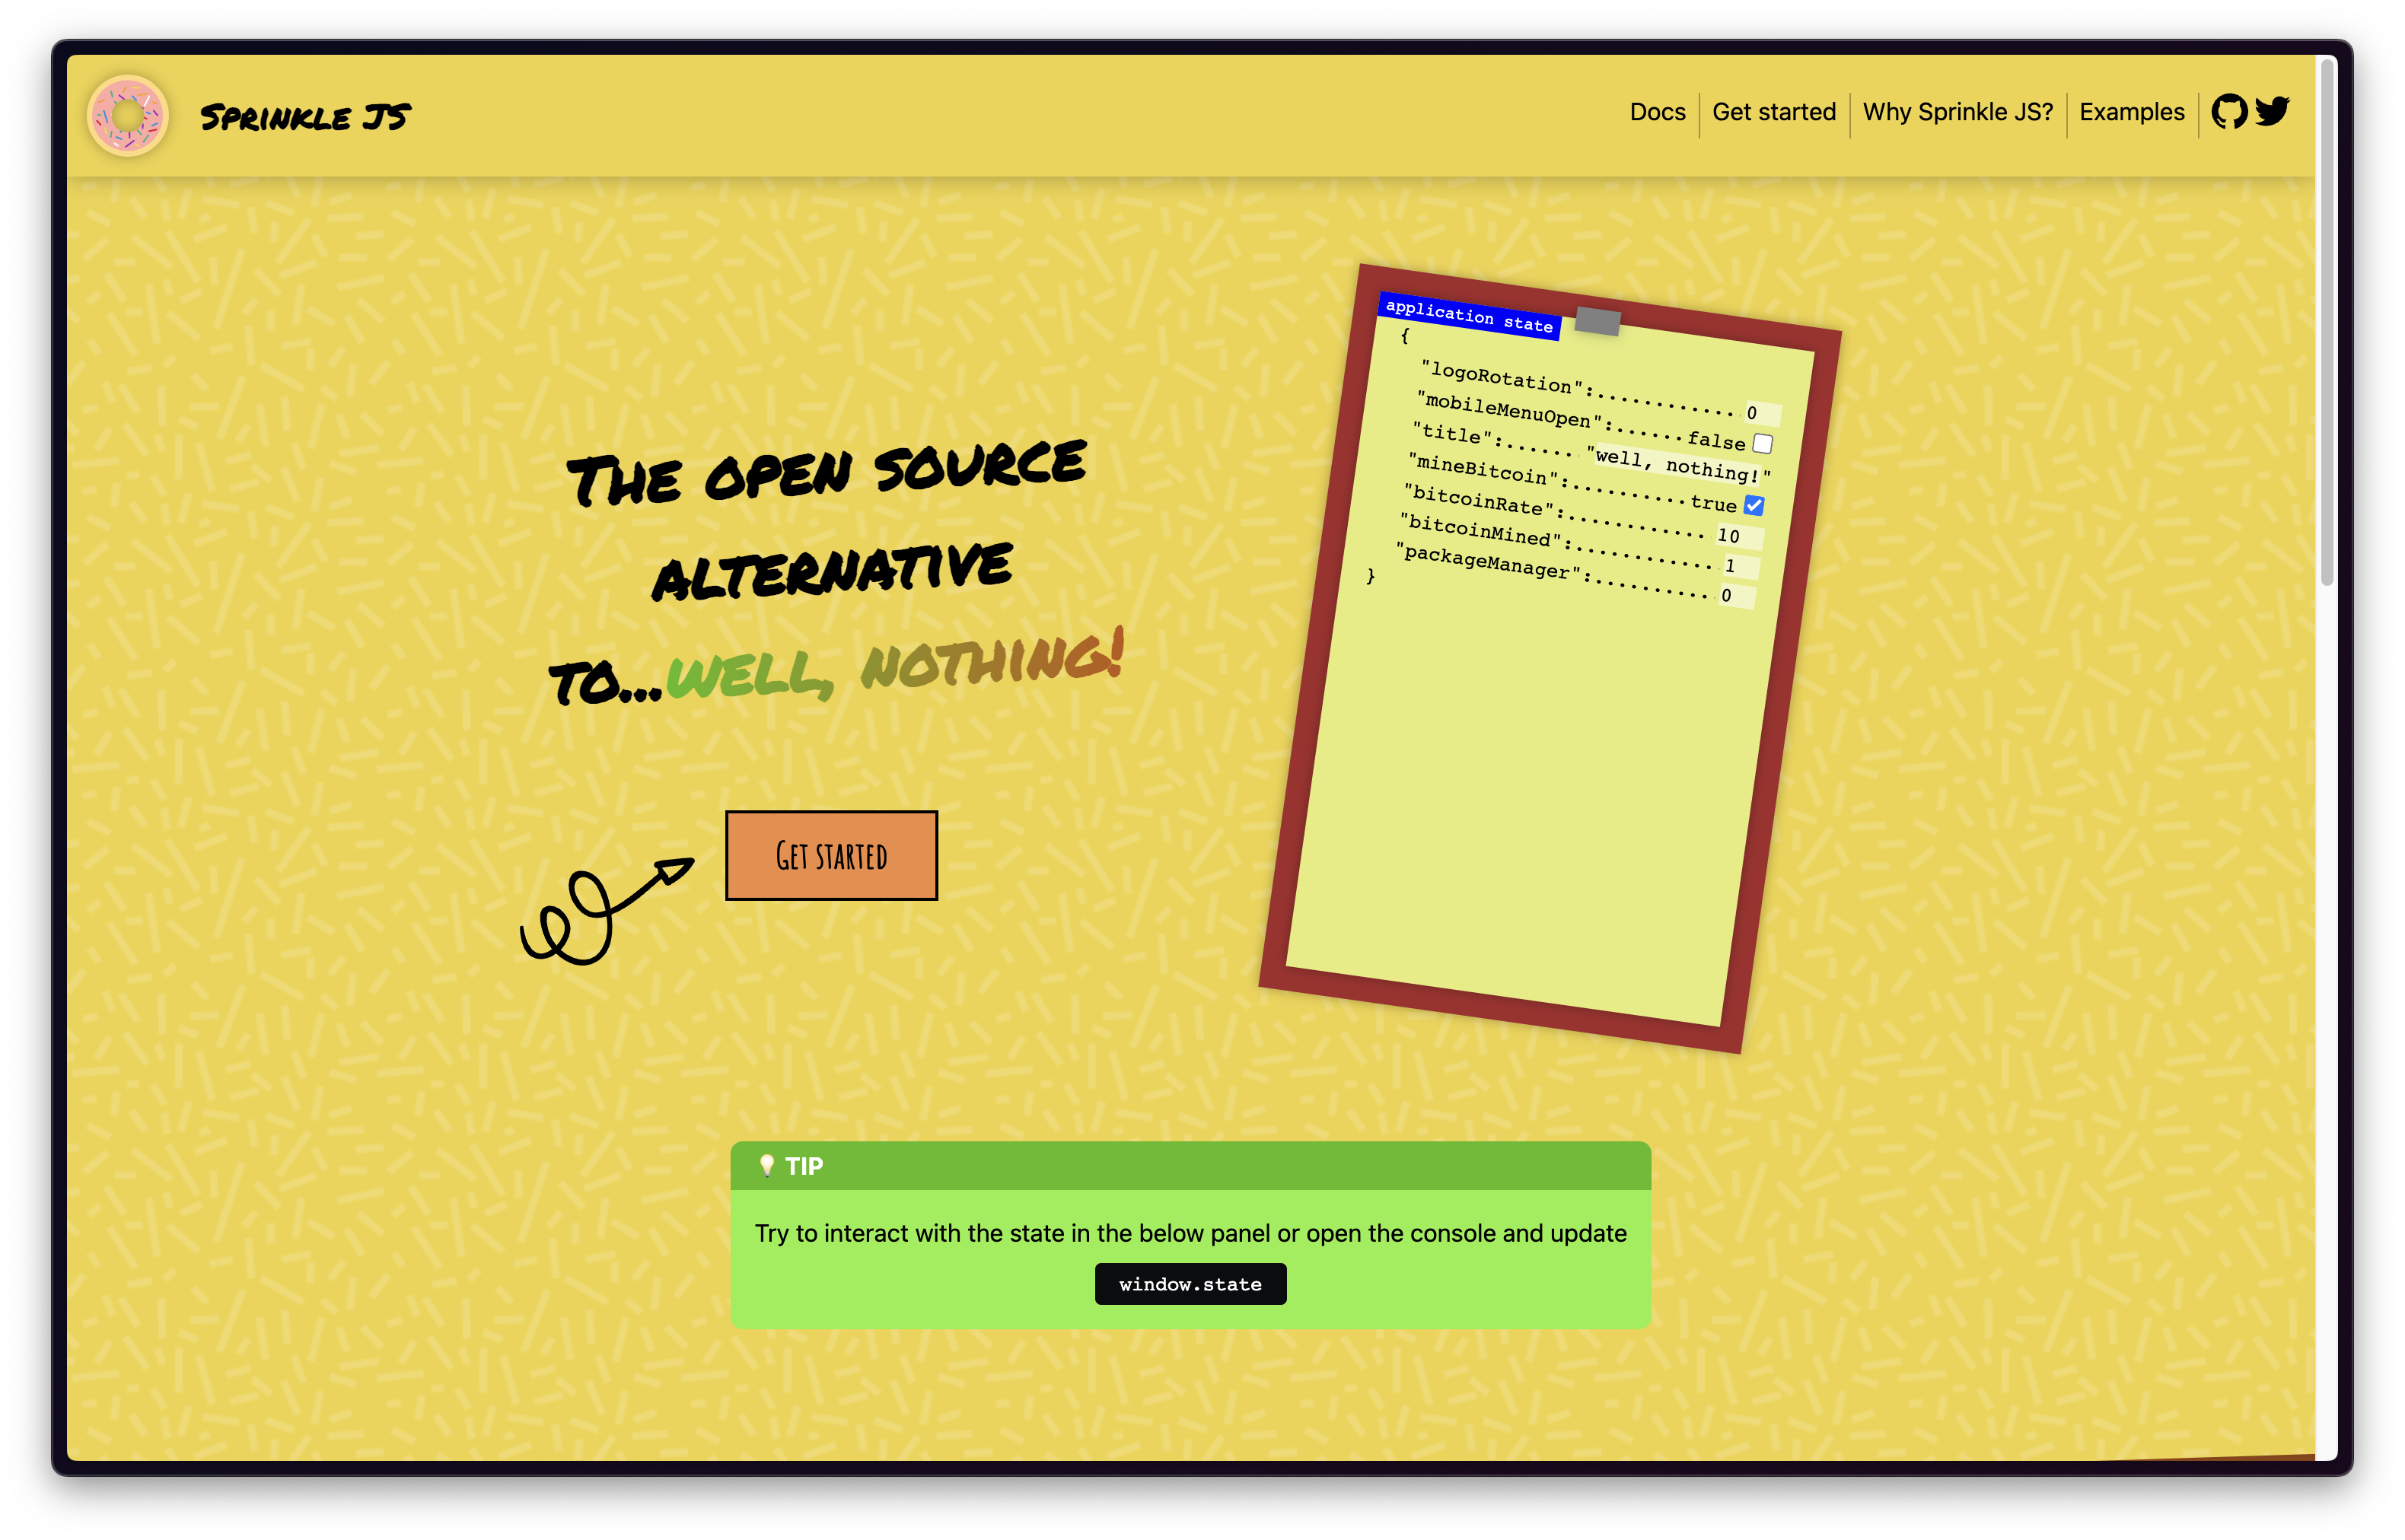 Sprinkle JS
Docs
Get started
Why Sprinkle JS?
Examples
The open source
alternative
to...well, nothing!
Get started
application state
{
"logoRotation":............0
"mobileMenuOpen":......false
"title":......."well, nothing!"
"mineBitcoin":..........true
"bitcoinRate":............10
"bitcoinMined":............1
"packageManager":..........0
}
💡 TIP
Try to interact with the state in the below panel or open the console and update
window.state